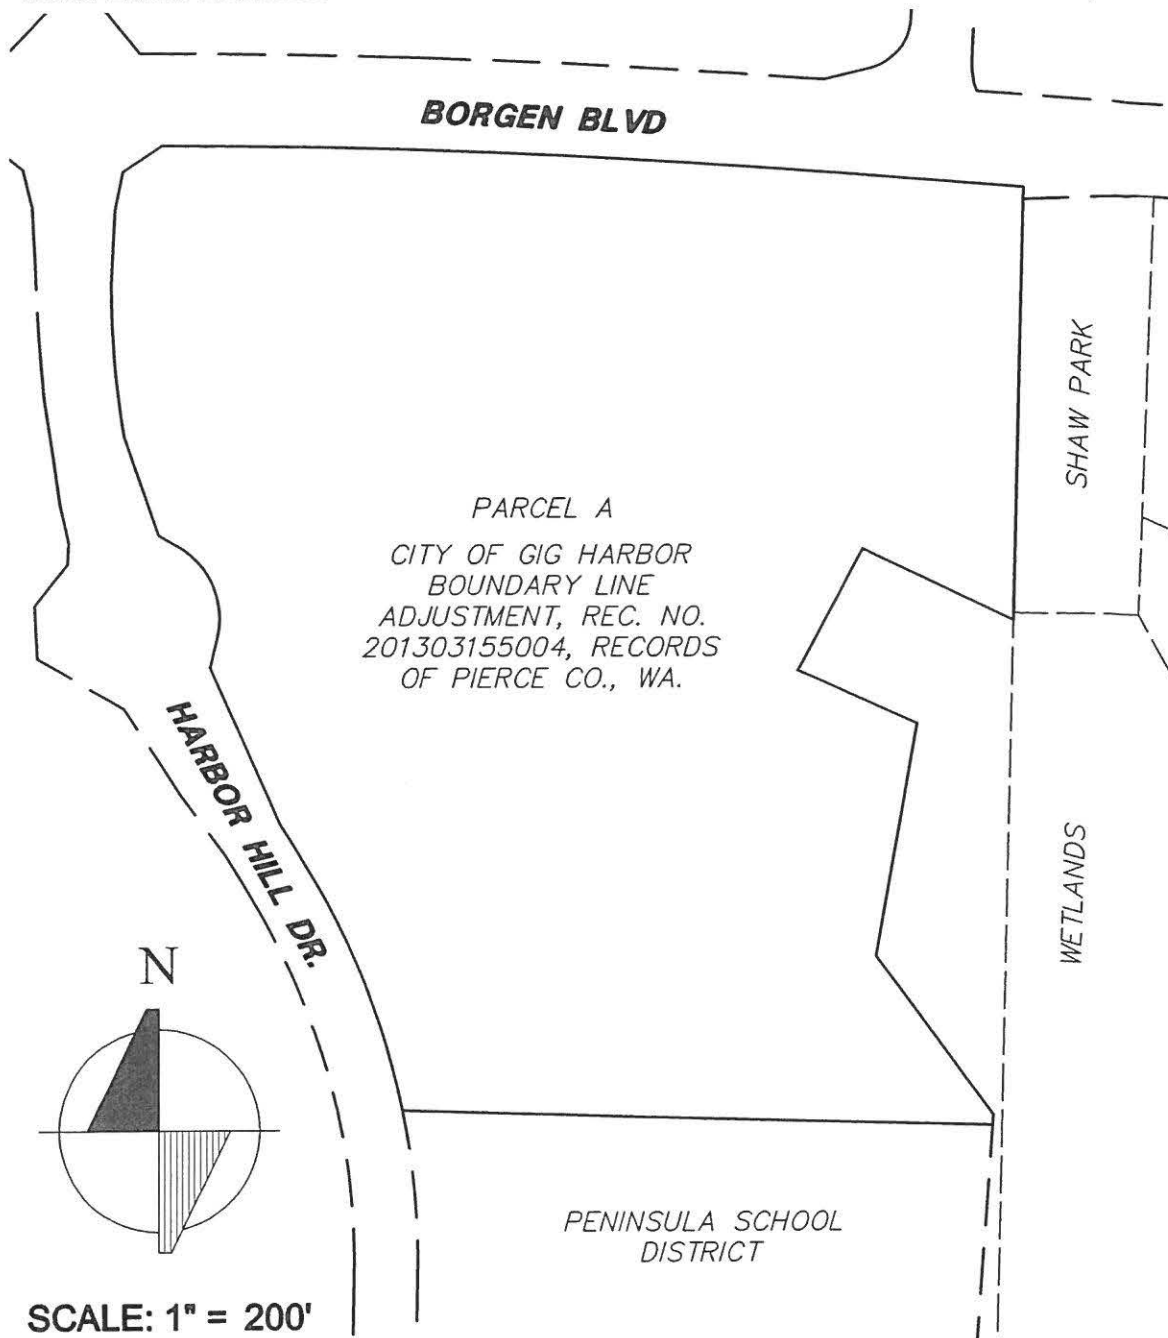 BORGEN BLVD
SHAW PARK
PARCEL A
CITY OF GIG HARBOR
BOUNDARY LINE
ADJUSTMENT, REC. NO.
201303155004, RECORDS
OF PIERCE CO., WA.
HARBOR HILL DR.
WETLANDS
N
PENINSULA SCHOOL
DISTRICT
SCALE: 1" = 200'